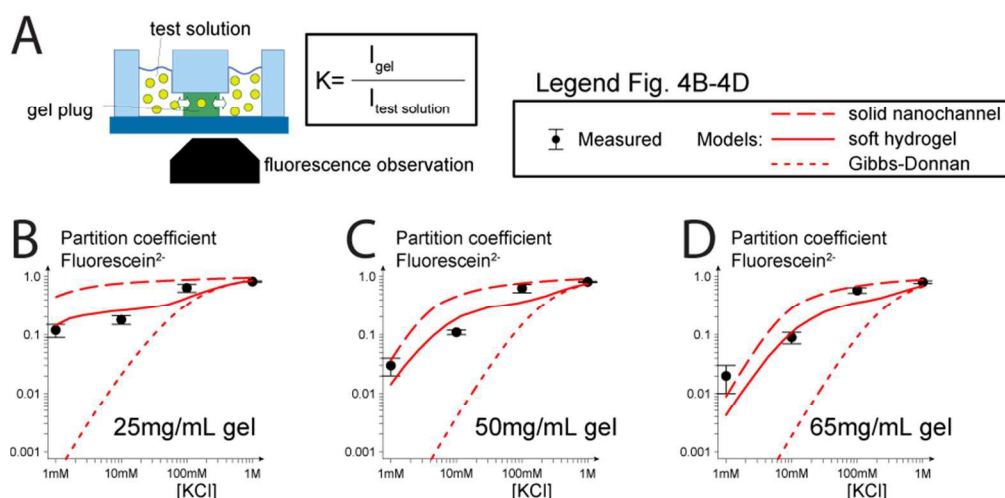 A
test solution
gel plug
fluorescence observation
K= I gel / I test solution
Legend Fig. 4B-4D
Measured
Models:
solid nanochannel
soft hydrogel
Gibbs-Donnan
B
Partition coefficient
Fluorescein²⁻
1.0
0.1
0.01
0.001
25mg/mL gel
1mM 10mM 100mM 1M
[KCl]
C
Partition coefficient
Fluorescein²⁻
1.0
0.1
0.01
0.001
50mg/mL gel
1mM 10mM 100mM 1M
[KCl]
D
Partition coefficient
Fluorescein²⁻
1.0
0.1
0.01
0.001
65mg/mL gel
1mM 10mM 100mM 1M
[KCl]